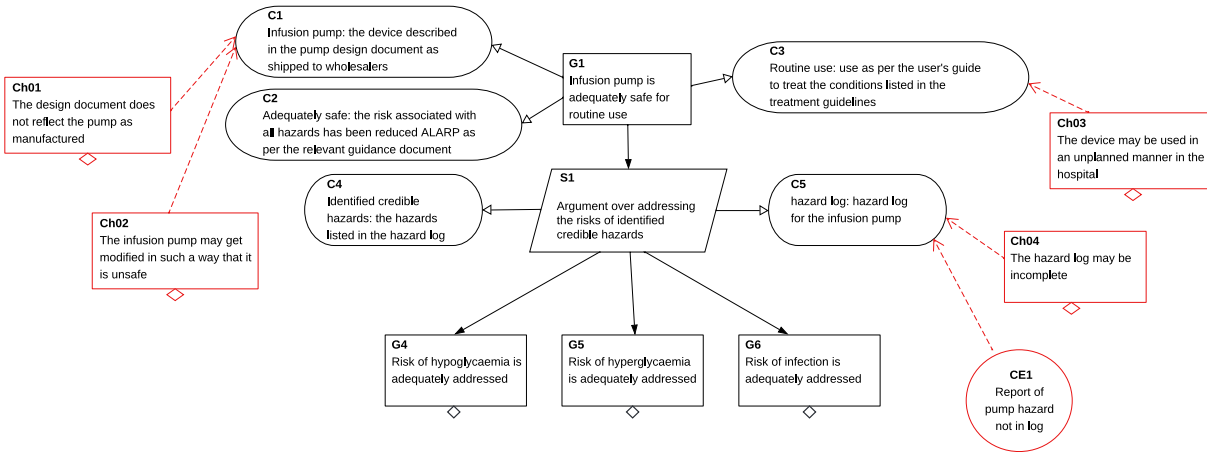 C1
Infusion pump: the device described
in the pump design document as
shipped to wholesalers
G1
Infusion pump is
adequately safe for
routine use
C3
Routine use: use as per the user's guide
to treat the conditions listed in the
treatment guidelines
Ch01
The design document does
not reflect the pump as
manufactured
C2
Adequately safe: the risk associated with
all hazards has been reduced ALARP as
per the relevant guidance document
Ch03
The device may be used in
an unplanned manner in the
hospital
C4
Identified credible
hazards: the hazards
listed in the hazard log
S1
Argument over addressing
the risks of identified
credible hazards
C5
hazard log: hazard log
for the infusion pump
Ch02
The infusion pump may get
modified in such a way that it
is unsafe
Ch04
The hazard log may be
incomplete
G4
Risk of hypoglycaemia is
adequately addressed
G5
Risk of hyperglycaemia
is adequately addressed
G6
Risk of infection is
adequately addressed
CE1
Report of
pump hazard
not in log